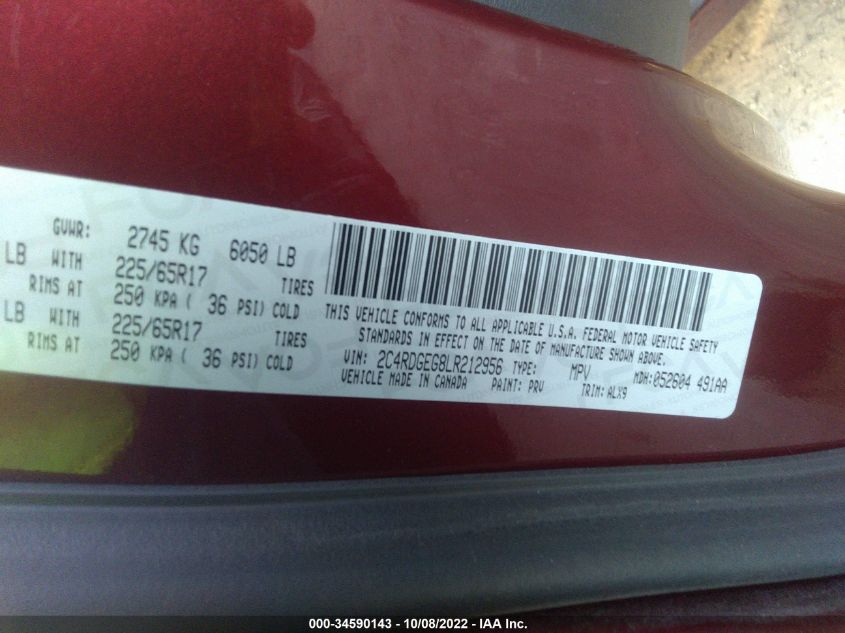 GVWR: 2745 KG 6050 LB
LB WITH 225/65R17 TIRES
RIMS AT 250 KPA ( 36 PSI) COLD
LB WITH 225/65R17 TIRES
RIMS AT 250 KPA ( 36 PSI) COLD
THIS VEHICLE CONFORMS TO ALL APPLICABLE U.S.A. FEDERAL MOTOR VEHICLE SAFETY
STANDARDS IN EFFECT ON THE DATE OF MANUFACTURE SHOWN ABOVE.
VIN: 2C4RDGEG8LR212956 TYPE: MPV MDH:052604 491AA
VEHICLE MADE IN CANADA PAINT: PRV TRIM: ALX9
000-34590143 - 10/08/2022 - IAA Inc.